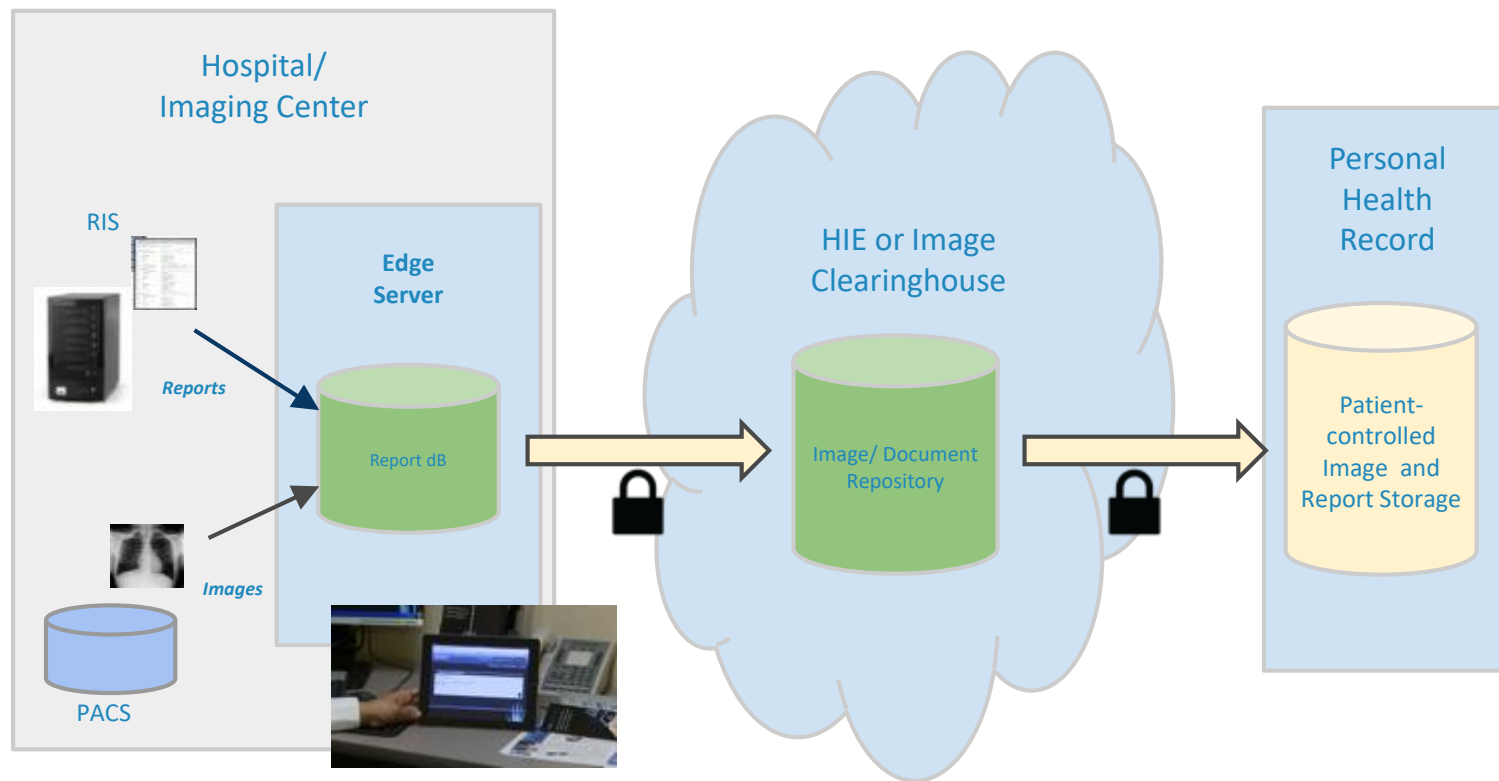 Hospital/
Imaging Center
RIS
Edge
Server
Reports
Report dB
Images
PACS
HIE or Image
Clearinghouse
Image/ Document
Repository
Personal
Health
Record
Patient-
controlled
Image and
Report Storage